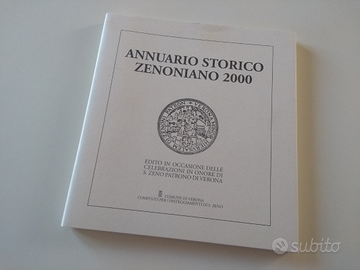 ANNUARIO STORICO
ZENONIANO 2000
EDITO IN OCCASIONE DELLE
CELEBRAZIONI IN ONORE DI
S. ZENO PATRONO DI VERONA
COMUNE DI VERONA
subito